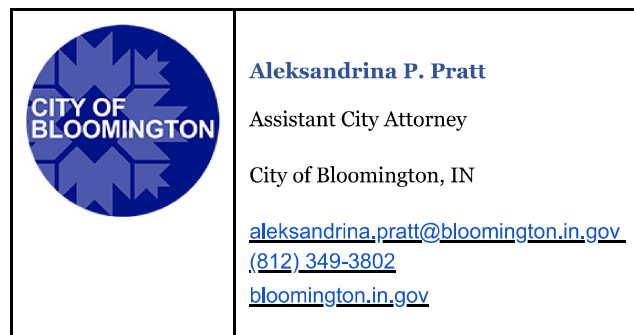 CITY OF
BLOOMINGTON
Aleksandrina P. Pratt
Assistant City Attorney
City of Bloomington, IN
aleksandrina.pratt@bloomington.in.gov
(812) 349-3802
bloomington.in.gov